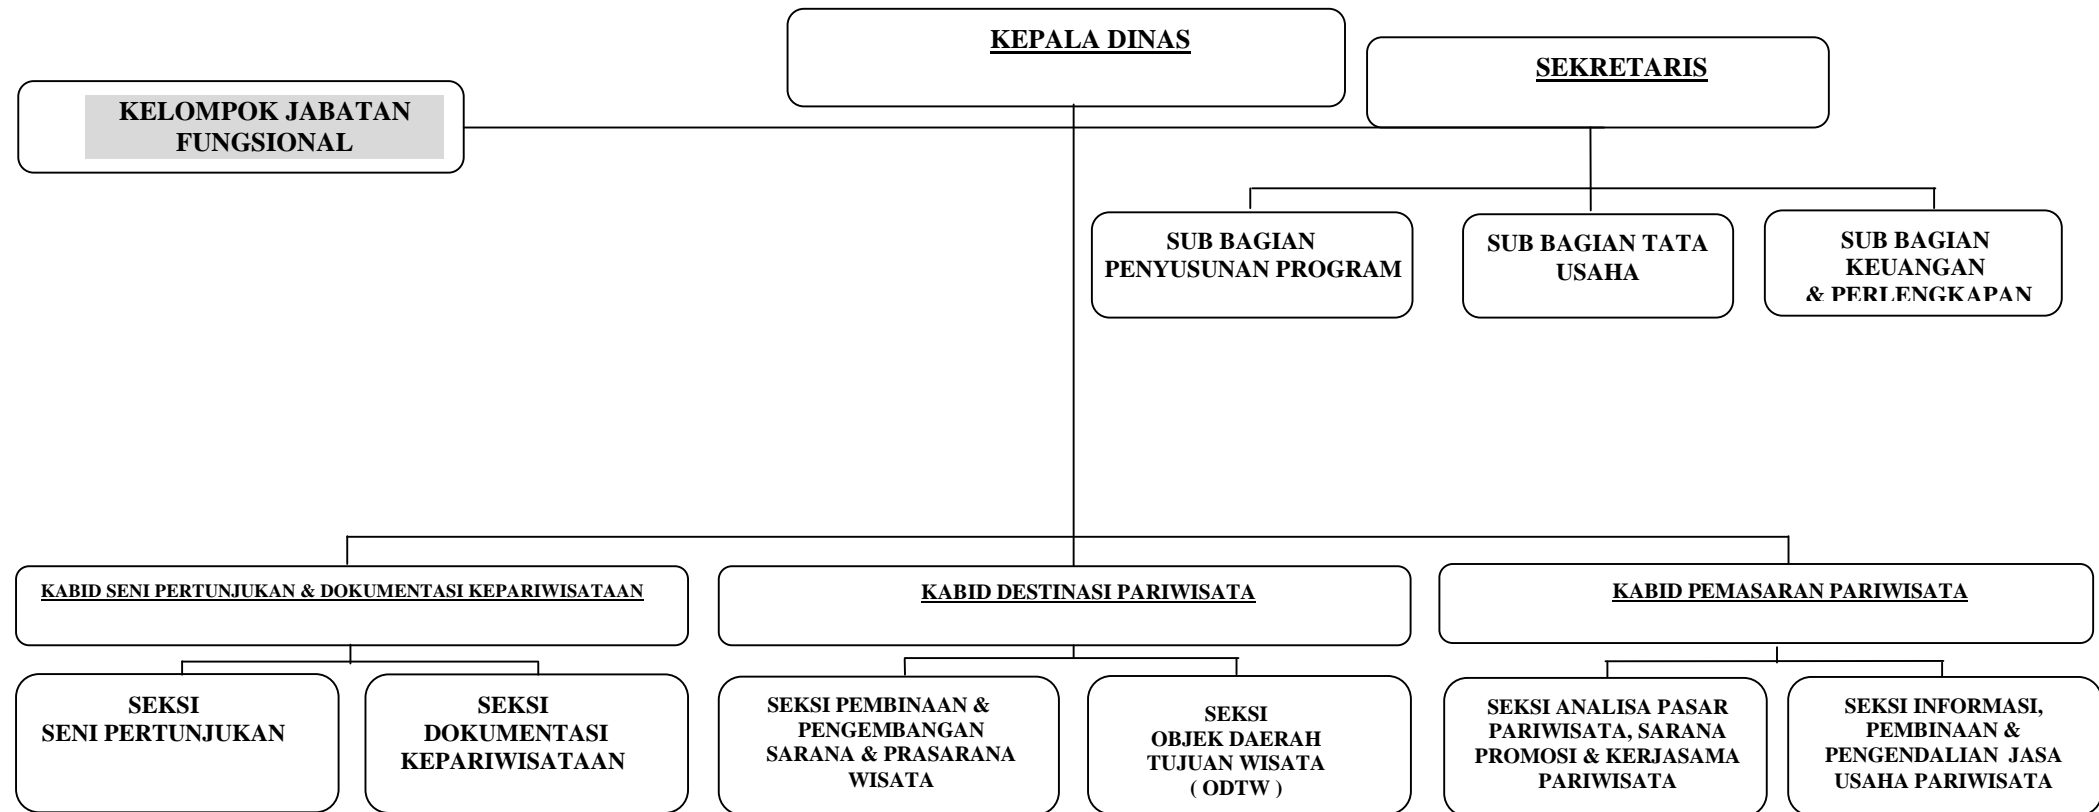 KEPALA DINAS
SEKRETARIS
KELOMPOK JABATAN
FUNGSIONAL
SUB BAGIAN
PENYUSUNAN PROGRAM
SUB BAGIAN TATA
USAHA
SUB BAGIAN
KEUANGAN
& PERLENGKAPAN
KABID SENI PERTUNJUKAN & DOKUMENTASI KEPARIWISATAAN
KABID DESTINASI PARIWISATA
KABID PEMASARAN PARIWISATA
SEKSI
SENI PERTUNJUKAN
SEKSI
DOKUMENTASI
KEPARIWISATAAN
SEKSI PEMBINAAN &
PENGEMBANGAN
SARANA & PRASARANA
WISATA
SEKSI
OBJEK DAERAH
TUJUAN WISATA
( ODTW )
SEKSI ANALISA PASAR
PARIWISATA, SARANA
PROMOSI & KERJASAMA
PARIWISATA
SEKSI INFORMASI,
PEMBINAAN &
PENGENDALIAN JASA
USAHA PARIWISATA